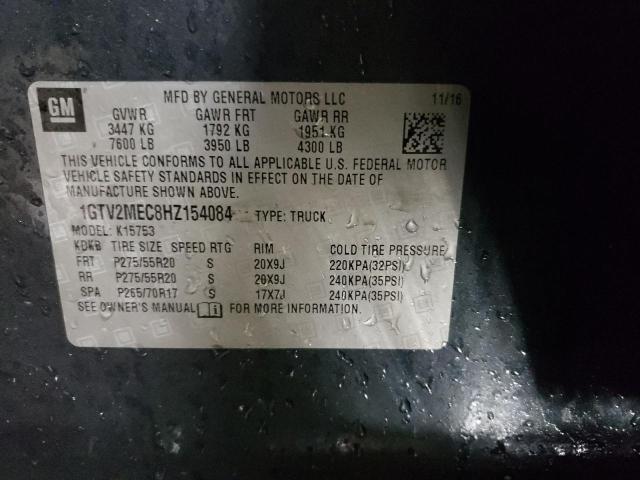 GM
MFD BY GENERAL MOTORS LLC 11/16
GVWR GAWR FRT GAWR RR
3447 KG 1792 KG 1951 KG
7600 LB 3950 LB 4300 LB
THIS VEHICLE CONFORMS TO ALL APPLICABLE U.S. FEDERAL MOTOR
VEHICLE SAFETY STANDARDS IN EFFECT ON THE DATE OF
MANUFACTURE SHOWN ABOVE.
1GTV2MEC8HZ154084 TYPE: TRUCK
MODEL: K15753
KDKB TIRE SIZE SPEED RTG RIM COLD TIRE PRESSURE
FRT P275/55R20 S 20X9J 220KPA(32PSI)
RR P275/55R20 S 20X9J 240KPA(35PSI)
SPA P265/70R17 S 17X7J 240KPA(35PSI)
SEE OWNER'S MANUAL FOR MORE INFORMATION.